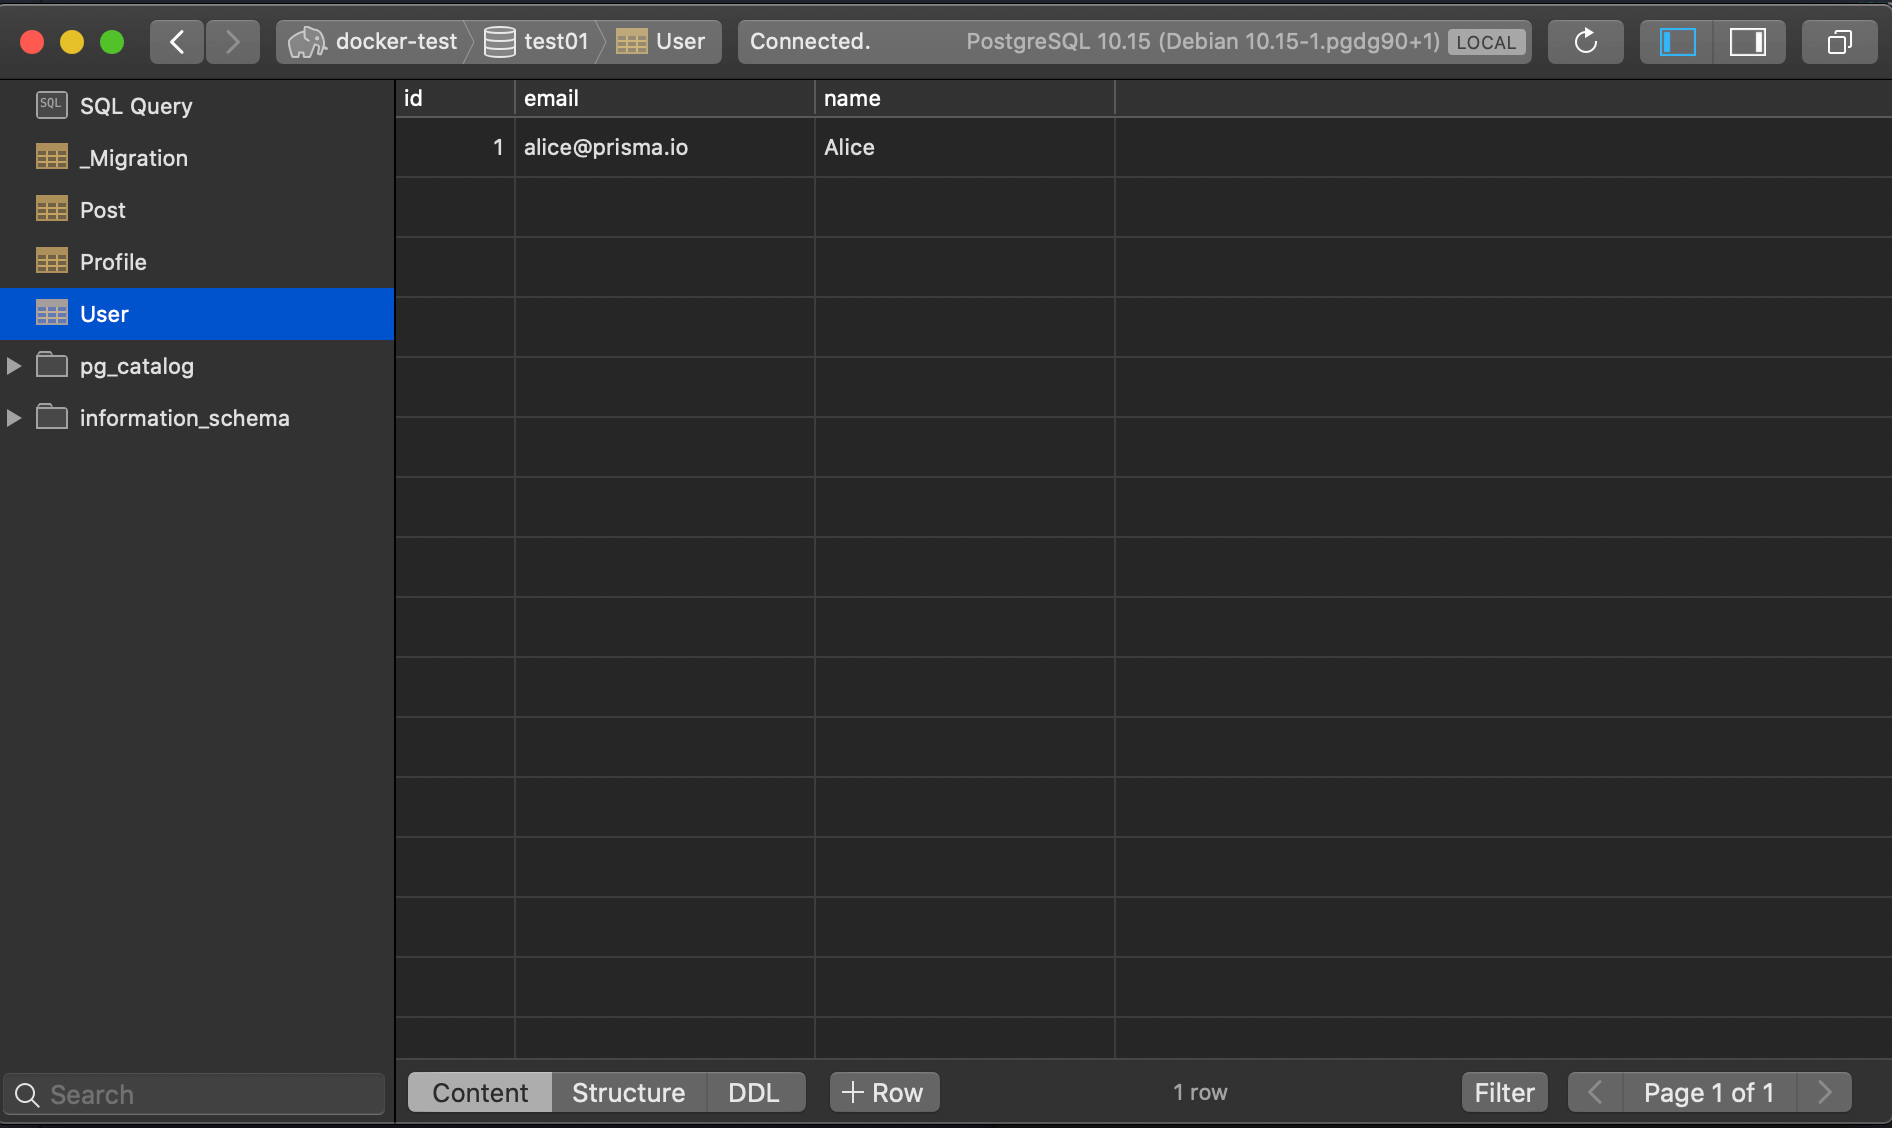 docker-test test01 User Connected. PostgreSQL 10.15 (Debian 10.15-1.pgdg90+1) LOCAL
SQL SQL Query
_Migration
Post
Profile
User
pg_catalog
information_schema
id email name
1 alice@prisma.io Alice
Search
Content Structure DDL + Row 1 row Filter Page 1 of 1